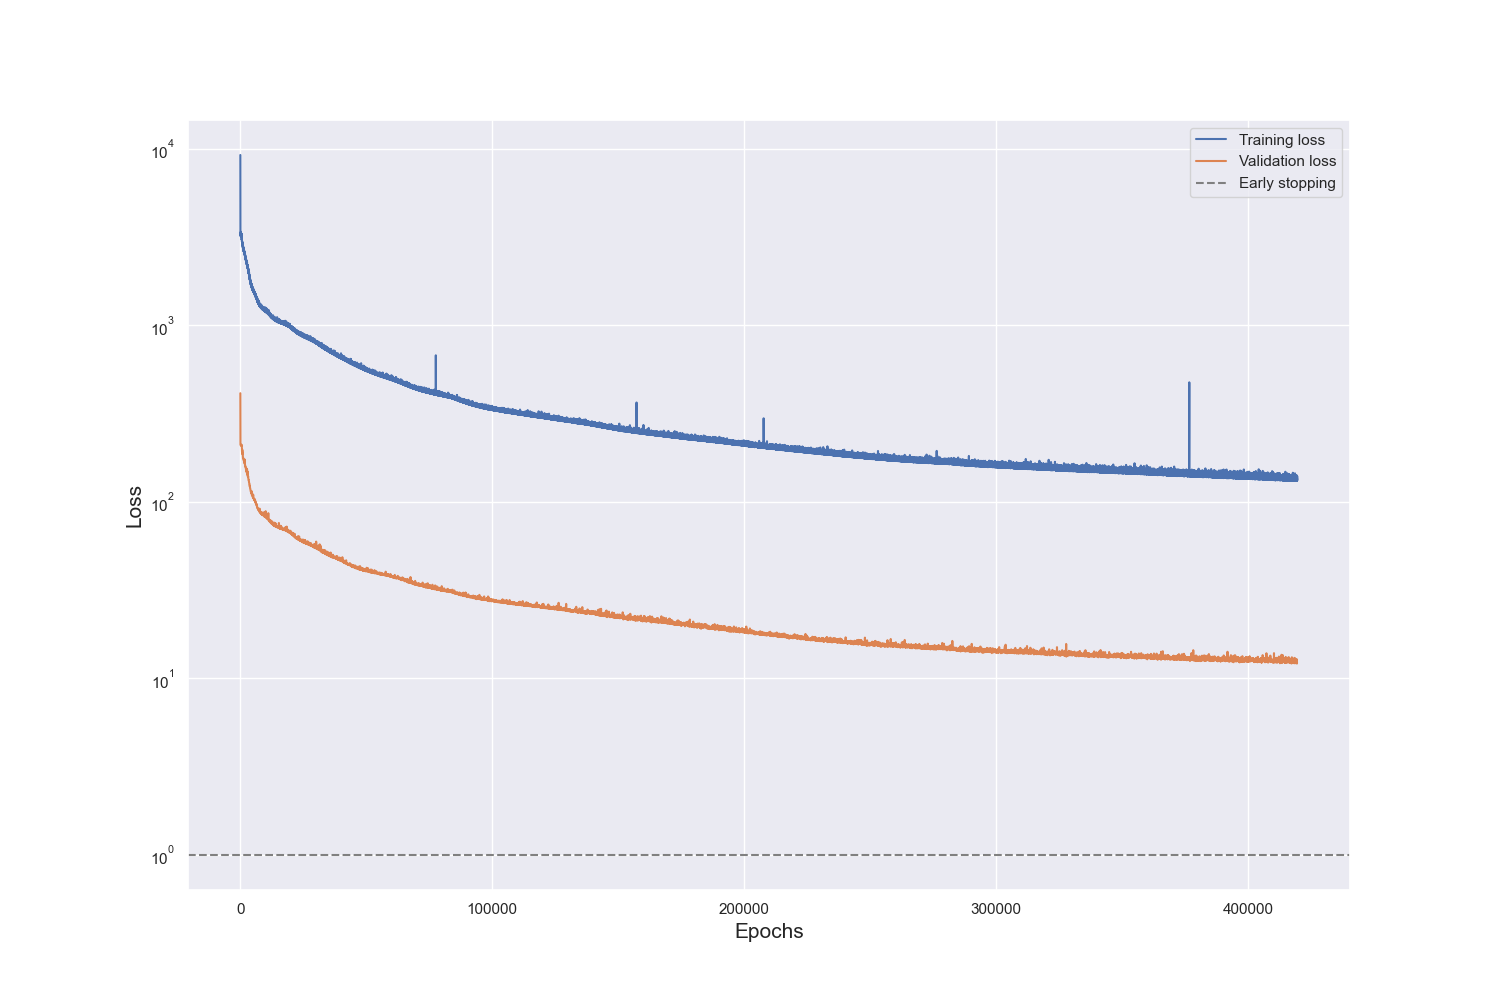 Training loss
Validation loss
Early stopping
10^4
10^3
10^2
10^1
10^0
Loss
0 100000 200000 300000 400000
Epochs